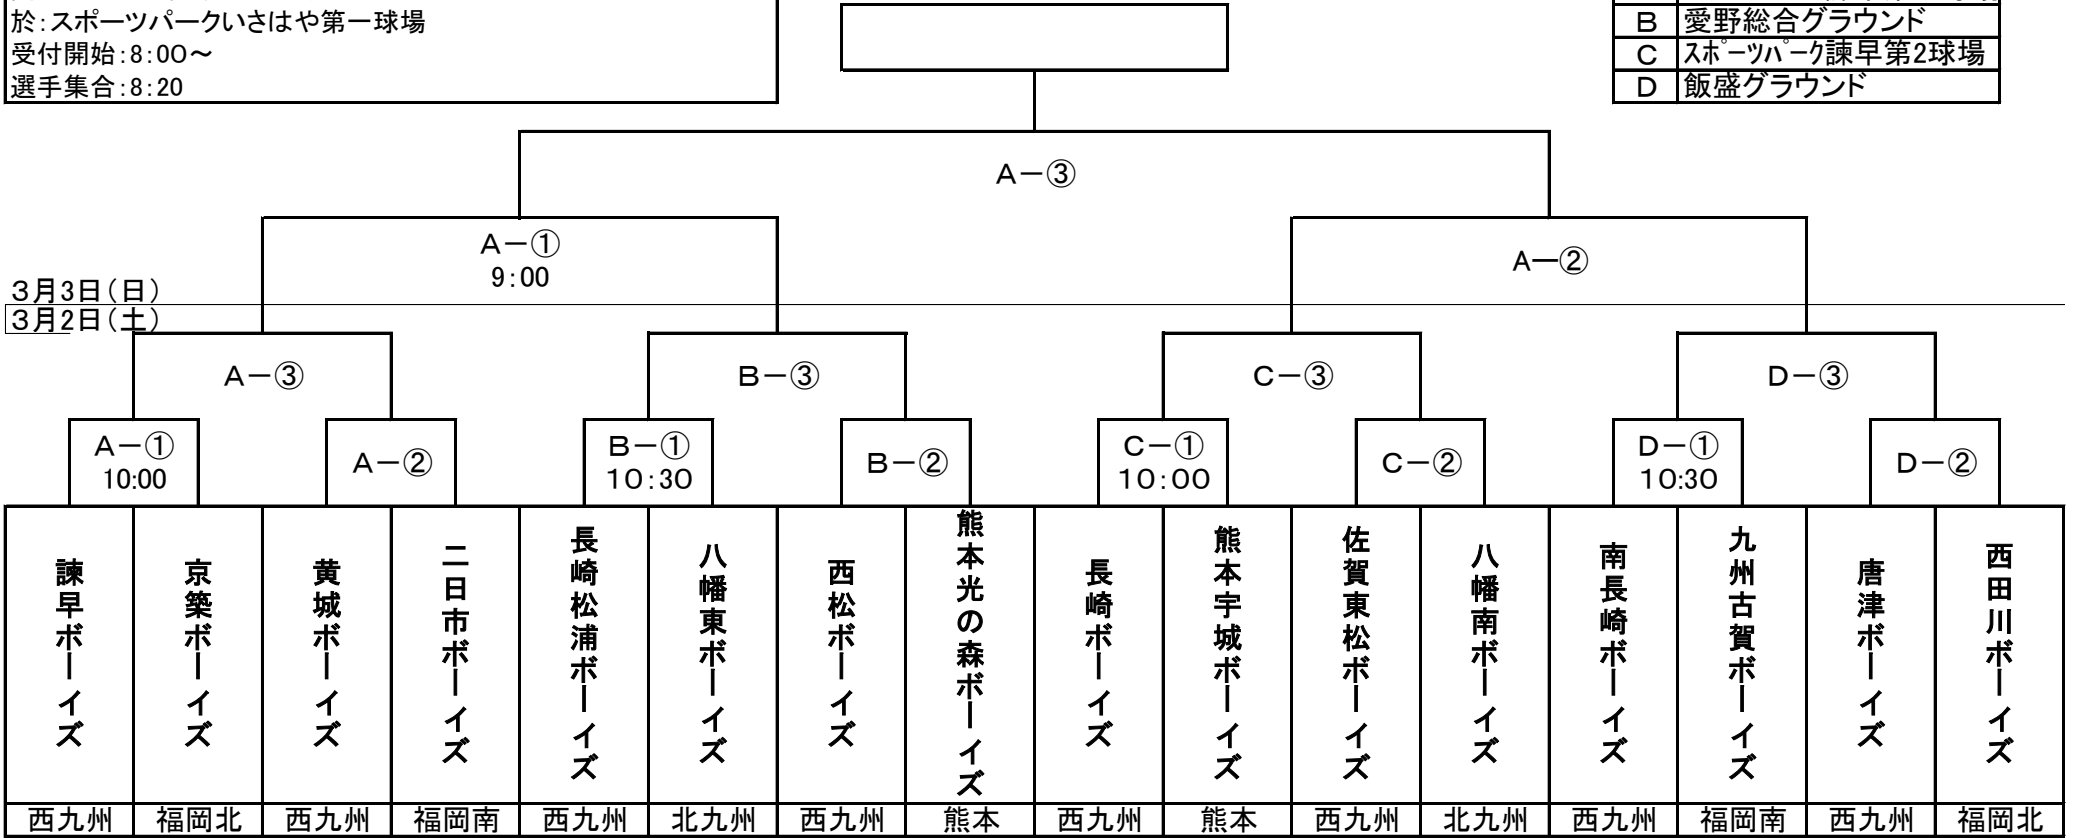 於:スポーツパークいさはや第一球場
受付開始:8:00～
選手集合:8:20
B 愛野総合グラウンド
C スポーツパーク諫早第2球場
D 飯盛グラウンド
A－③
A－①
9:00
A－②
3月3日(日)
3月2日(土)
A－③
B－③
C－③
D－③
A－①
10:00
A－②
B－①
10:30
B－②
C－①
10:00
C－②
D－①
10:30
D－②
諫早ボーイズ
京築ボーイズ
黄城ボーイズ
二日市ボーイズ
長崎松浦ボーイズ
八幡東ボーイズ
西松ボーイズ
熊本光の森ボーイズ
長崎ボーイズ
熊本宇城ボーイズ
佐賀東松ボーイズ
八幡南ボーイズ
南長崎ボーイズ
九州古賀ボーイズ
唐津ボーイズ
西田川ボーイズ
西九州 福岡北 西九州 福岡南 西九州 北九州 西九州 熊本 西九州 熊本 西九州 北九州 西九州 福岡南 西九州 福岡北